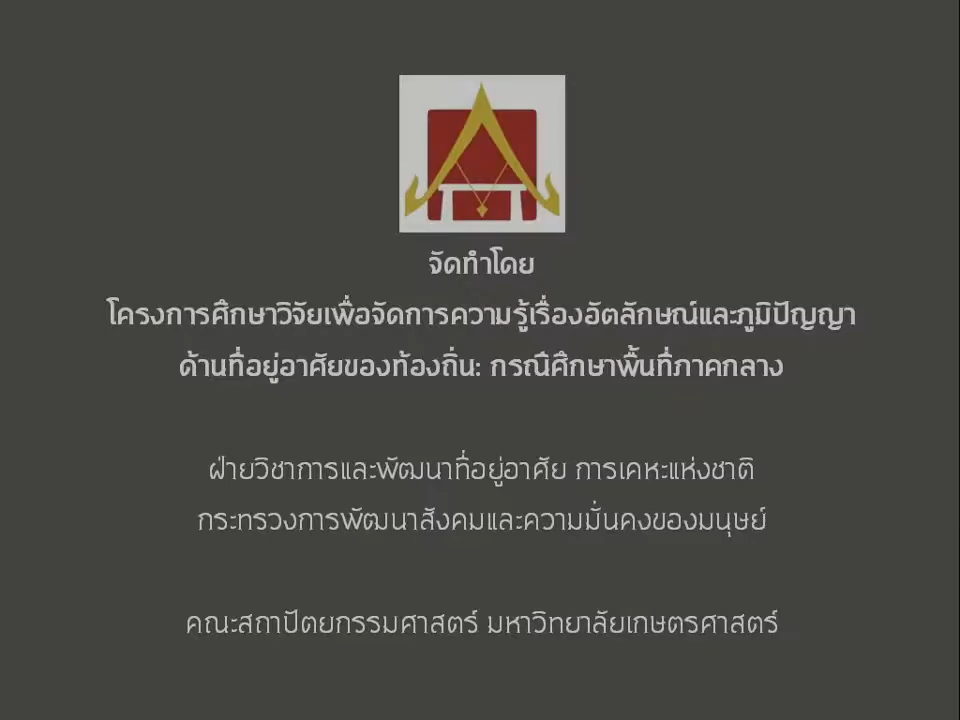 จัดทำโดย
โครงการศึกษาวิจัยเพื่อจัดการความรู้เรื่องอัตลักษณ์และภูมิปัญญา
ด้านที่อยู่อาศัยของท้องถิ่น: กรณีศึกษาพื้นที่ภาคกลาง
ฝ่ายวิชาการและพัฒนาที่อยู่อาศัย การเคหะแห่งชาติ
กระทรวงการพัฒนาสังคมและความมั่นคงของมนุษย์
คณะสถาปัตยกรรมศาสตร์ มหาวิทยาลัยเกษตรศาสตร์